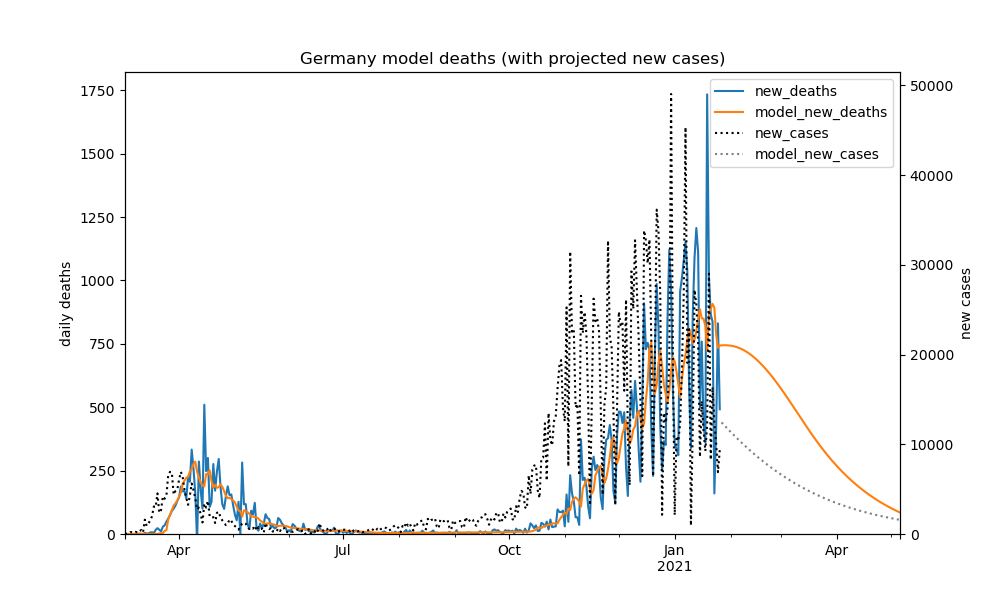 Germany model deaths (with projected new cases)
new_deaths
model_new_deaths
new_cases
model_new_cases
daily deaths
1750
1500
1250
1000
750
500
250
0
50000
40000
30000
20000
10000
0
new cases
Apr
Jul
Oct
Jan
2021
Apr